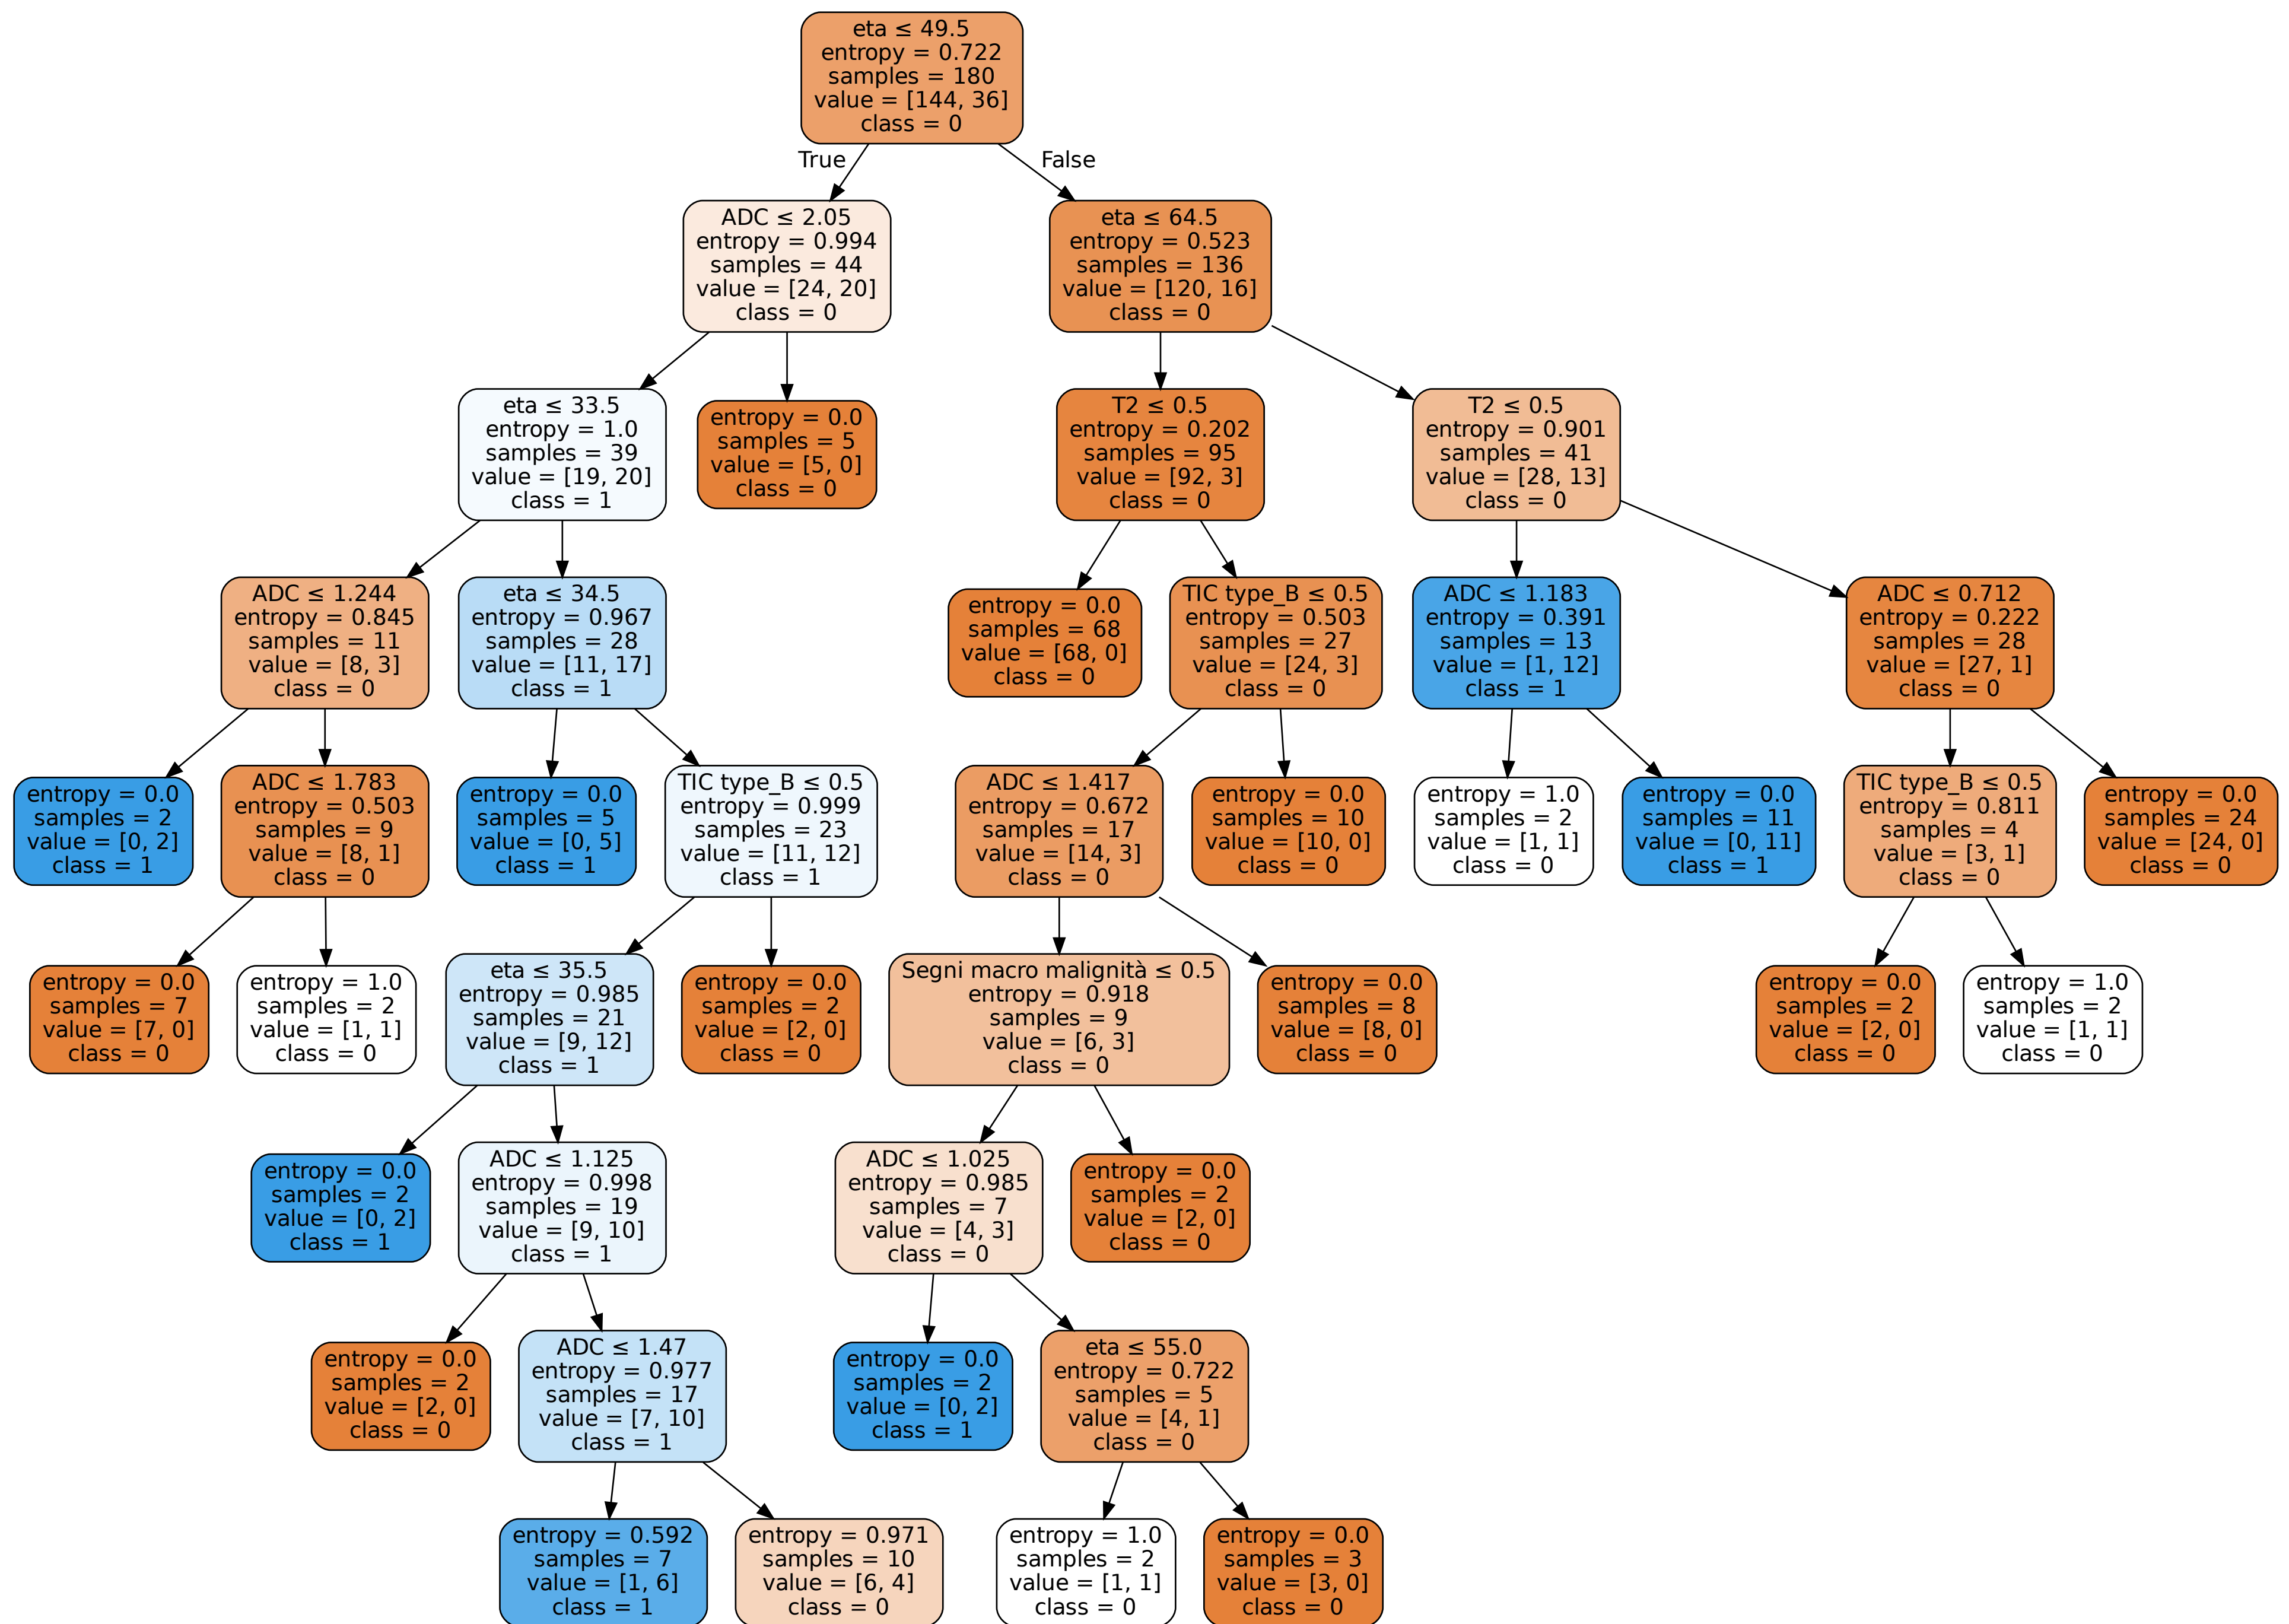 eta ≤ 49.5
entropy = 0.722
samples = 180
value = [144, 36]
class = 0
True
False
ADC ≤ 2.05
entropy = 0.994
samples = 44
value = [24, 20]
class = 0
eta ≤ 64.5
entropy = 0.523
samples = 136
value = [120, 16]
class = 0
eta ≤ 33.5
entropy = 1.0
samples = 39
value = [19, 20]
class = 1
entropy = 0.0
samples = 5
value = [5, 0]
class = 0
T2 ≤ 0.5
entropy = 0.202
samples = 95
value = [92, 3]
class = 0
T2 ≤ 0.5
entropy = 0.901
samples = 41
value = [28, 13]
class = 0
ADC ≤ 1.244
entropy = 0.845
samples = 11
value = [8, 3]
class = 0
eta ≤ 34.5
entropy = 0.967
samples = 28
value = [11, 17]
class = 1
entropy = 0.0
samples = 68
value = [68, 0]
class = 0
TIC type_B ≤ 0.5
entropy = 0.503
samples = 27
value = [24, 3]
class = 0
ADC ≤ 1.183
entropy = 0.391
samples = 13
value = [1, 12]
class = 1
ADC ≤ 0.712
entropy = 0.222
samples = 28
value = [27, 1]
class = 0
entropy = 0.0
samples = 2
value = [0, 2]
class = 1
ADC ≤ 1.783
entropy = 0.503
samples = 9
value = [8, 1]
class = 0
entropy = 0.0
samples = 5
value = [0, 5]
class = 1
TIC type_B ≤ 0.5
entropy = 0.999
samples = 23
value = [11, 12]
class = 1
ADC ≤ 1.417
entropy = 0.672
samples = 17
value = [14, 3]
class = 0
entropy = 0.0
samples = 10
value = [10, 0]
class = 0
entropy = 1.0
samples = 2
value = [1, 1]
class = 0
entropy = 0.0
samples = 11
value = [0, 11]
class = 1
TIC type_B ≤ 0.5
entropy = 0.811
samples = 4
value = [3, 1]
class = 0
entropy = 0.0
samples = 24
value = [24, 0]
class = 0
entropy = 0.0
samples = 7
value = [7, 0]
class = 0
entropy = 1.0
samples = 2
value = [1, 1]
class = 0
eta ≤ 35.5
entropy = 0.985
samples = 21
value = [9, 12]
class = 1
entropy = 0.0
samples = 2
value = [2, 0]
class = 0
Segni macro malignità ≤ 0.5
entropy = 0.918
samples = 9
value = [6, 3]
class = 0
entropy = 0.0
samples = 8
value = [8, 0]
class = 0
entropy = 0.0
samples = 2
value = [2, 0]
class = 0
entropy = 1.0
samples = 2
value = [1, 1]
class = 0
entropy = 0.0
samples = 2
value = [0, 2]
class = 1
ADC ≤ 1.125
entropy = 0.998
samples = 19
value = [9, 10]
class = 1
ADC ≤ 1.025
entropy = 0.985
samples = 7
value = [4, 3]
class = 0
entropy = 0.0
samples = 2
value = [2, 0]
class = 0
entropy = 0.0
samples = 2
value = [2, 0]
class = 0
ADC ≤ 1.47
entropy = 0.977
samples = 17
value = [7, 10]
class = 1
entropy = 0.0
samples = 2
value = [0, 2]
class = 1
eta ≤ 55.0
entropy = 0.722
samples = 5
value = [4, 1]
class = 0
entropy = 0.592
samples = 7
value = [1, 6]
class = 1
entropy = 0.971
samples = 10
value = [6, 4]
class = 0
entropy = 1.0
samples = 2
value = [1, 1]
class = 0
entropy = 0.0
samples = 3
value = [3, 0]
class = 0